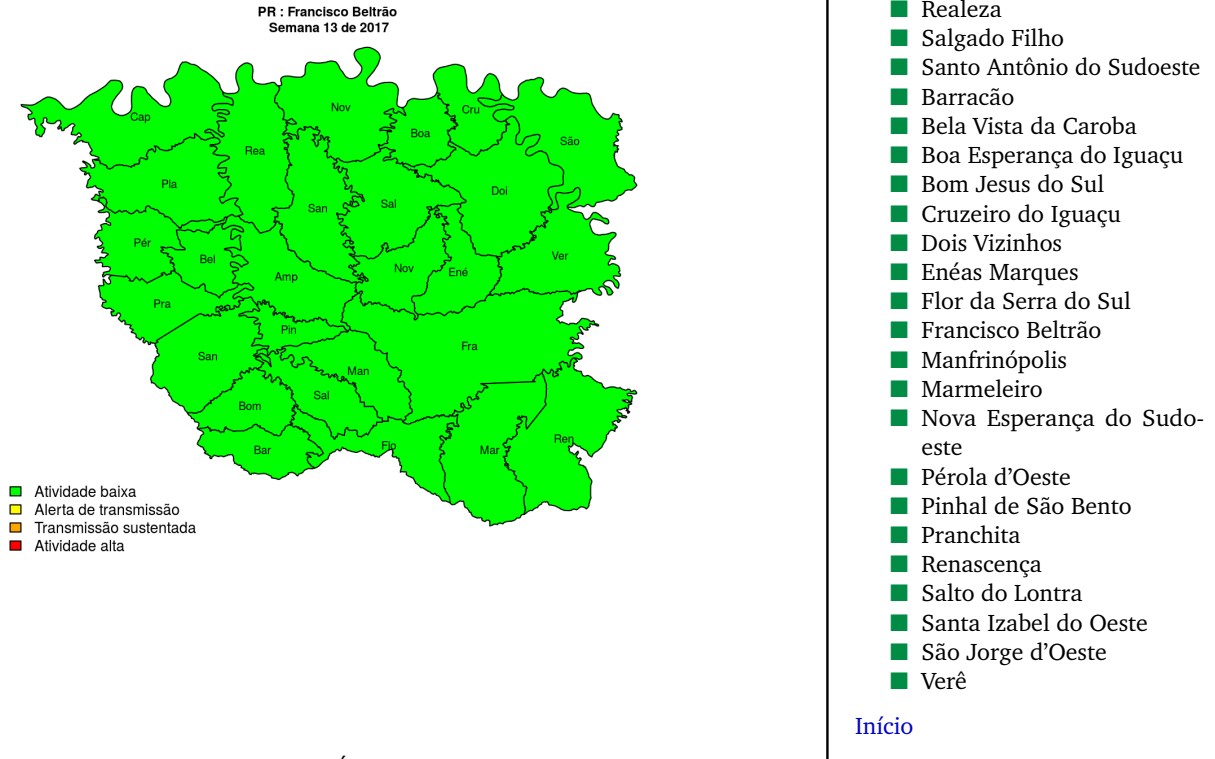 PR : Francisco Beltrão
Semana 13 de 2017
Nov
Cap
Cru
Boa
São
Rea
Pla
Doi
Sal
San
Pér
Bel
Ver
Nov
Ené
Amp
Pra
Pin
Fra
San
Man
Sal
Bom
Flo
Ren
Bar
Mar
Atividade baixa
Alerta de transmissão
Transmissão sustentada
Atividade alta
Realeza
Salgado Filho
Santo Antônio do Sudoeste
Barracão
Bela Vista da Caroba
Boa Esperança do Iguaçu
Bom Jesus do Sul
Cruzeiro do Iguaçu
Dois Vizinhos
Enéas Marques
Flor da Serra do Sul
Francisco Beltrão
Manfrinópolis
Marmeleiro
Nova Esperança do Sudo-
este
Pérola d’Oeste
Pinhal de São Bento
Pranchita
Renascença
Salto do Lontra
Santa Izabel do Oeste
São Jorge d’Oeste
Verê
Início